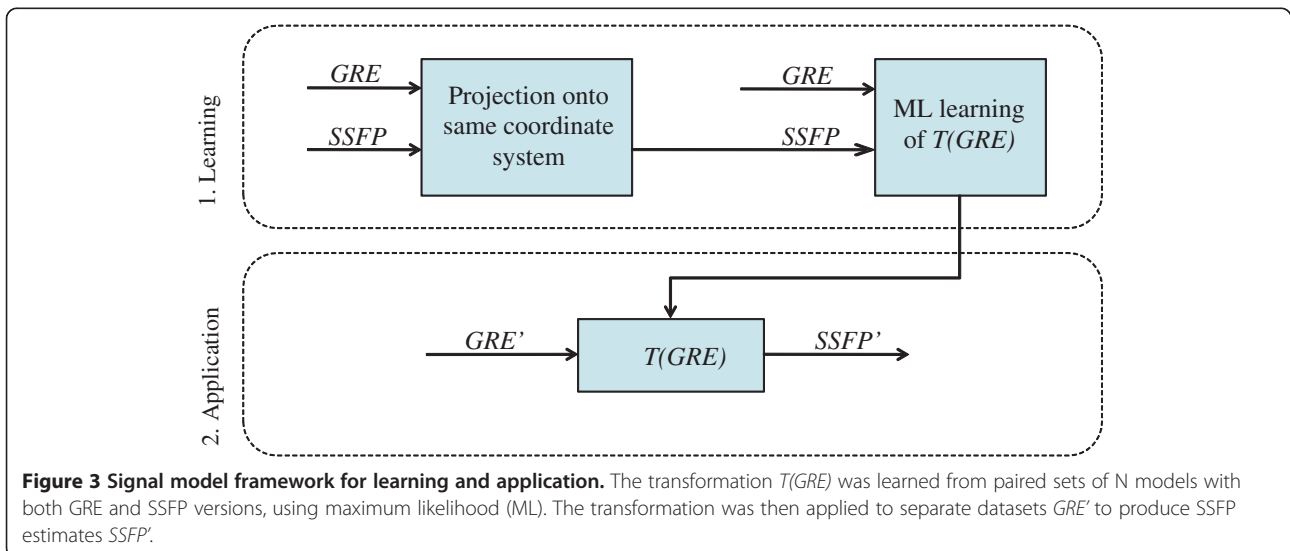 1. Learning
GRE
SSFP
Projection onto
same coordinate
system
GRE
SSFP
ML learning
of T(GRE)
2. Application
GRE’
T(GRE)
SSFP’
Figure 3 Signal model framework for learning and application. The transformation T(GRE) was learned from paired sets of N models with
both GRE and SSFP versions, using maximum likelihood (ML). The transformation was then applied to separate datasets GRE’ to produce SSFP
estimates SSFP’.